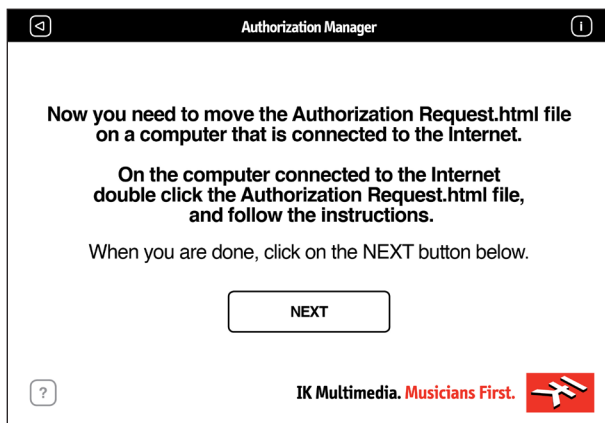 Authorization Manager
i
Now you need to move the Authorization Request.html file
on a computer that is connected to the Internet.
On the computer connected to the Internet
double click the Authorization Request.html file,
and follow the instructions.
When you are done, click on the NEXT button below.
NEXT
?
IK Multimedia. Musicians First.